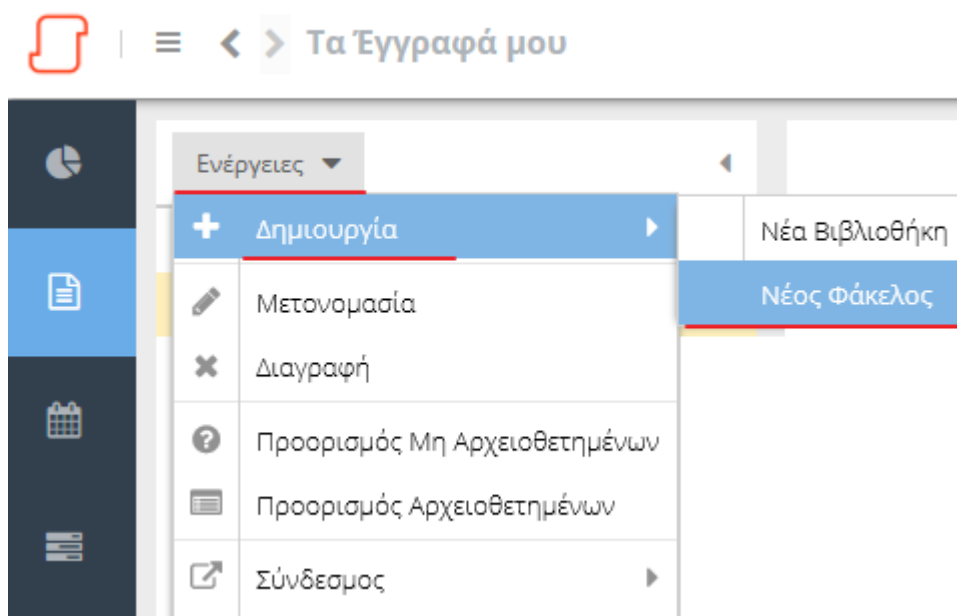 Τα Έγγραφά μου
Ενέργειες
Δημιουργία
Νέα Βιβλιοθήκη
Νέος Φάκελος
Μετονομασία
Διαγραφή
Προορισμός Μη Αρχειοθετημένων
Προορισμός Αρχειοθετημένων
Σύνδεσμος